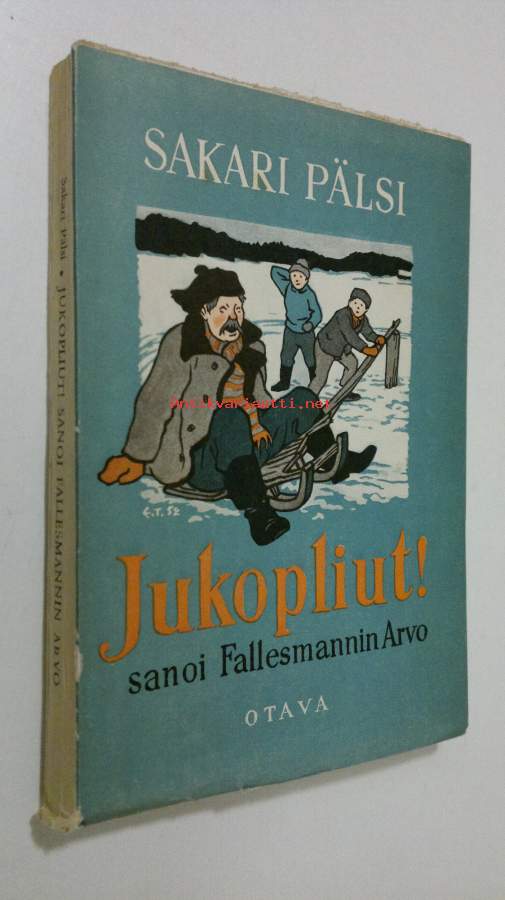 SAKARI PÄLSI
Antikvariaatti.net
E.T. 52
Jukopliut!
sanoi Fallesmannin Arvo
OTAVA
Sakari Pälsi • JUKOPLIUT! SANOI FALLESMANNIN ARVO